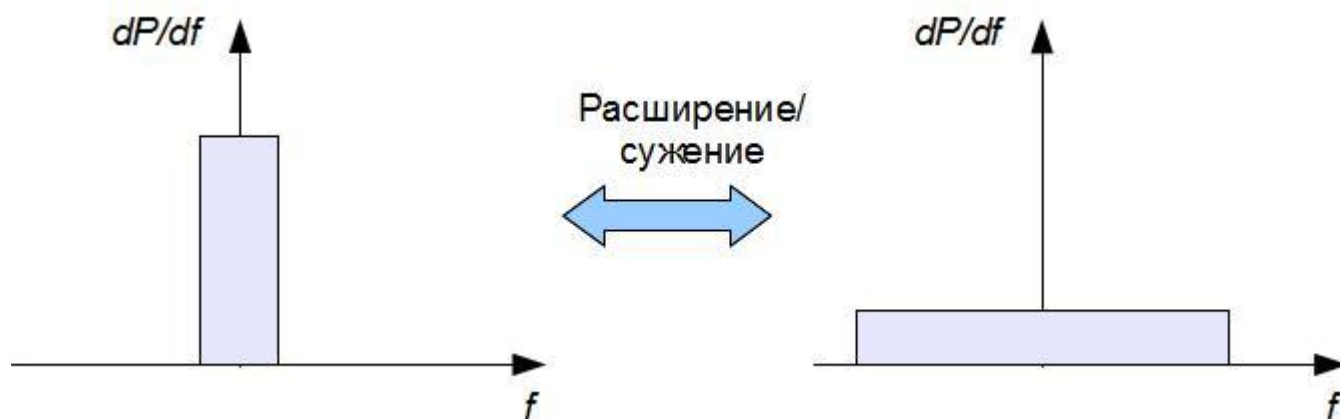 dP/df
dP/df
Расширение/
сужение
f
f